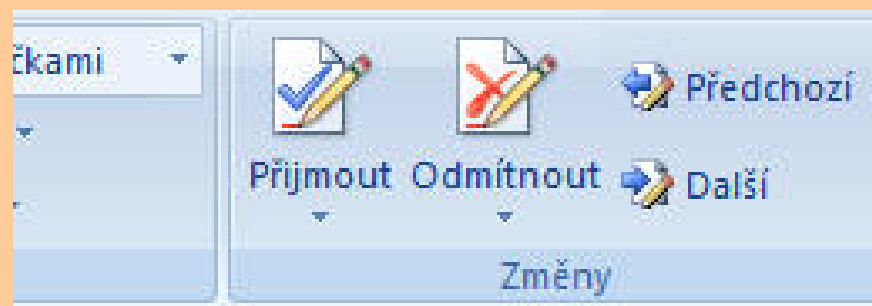 čkami
Přijmout
Odmítnout
Předchozí
Další
Změny